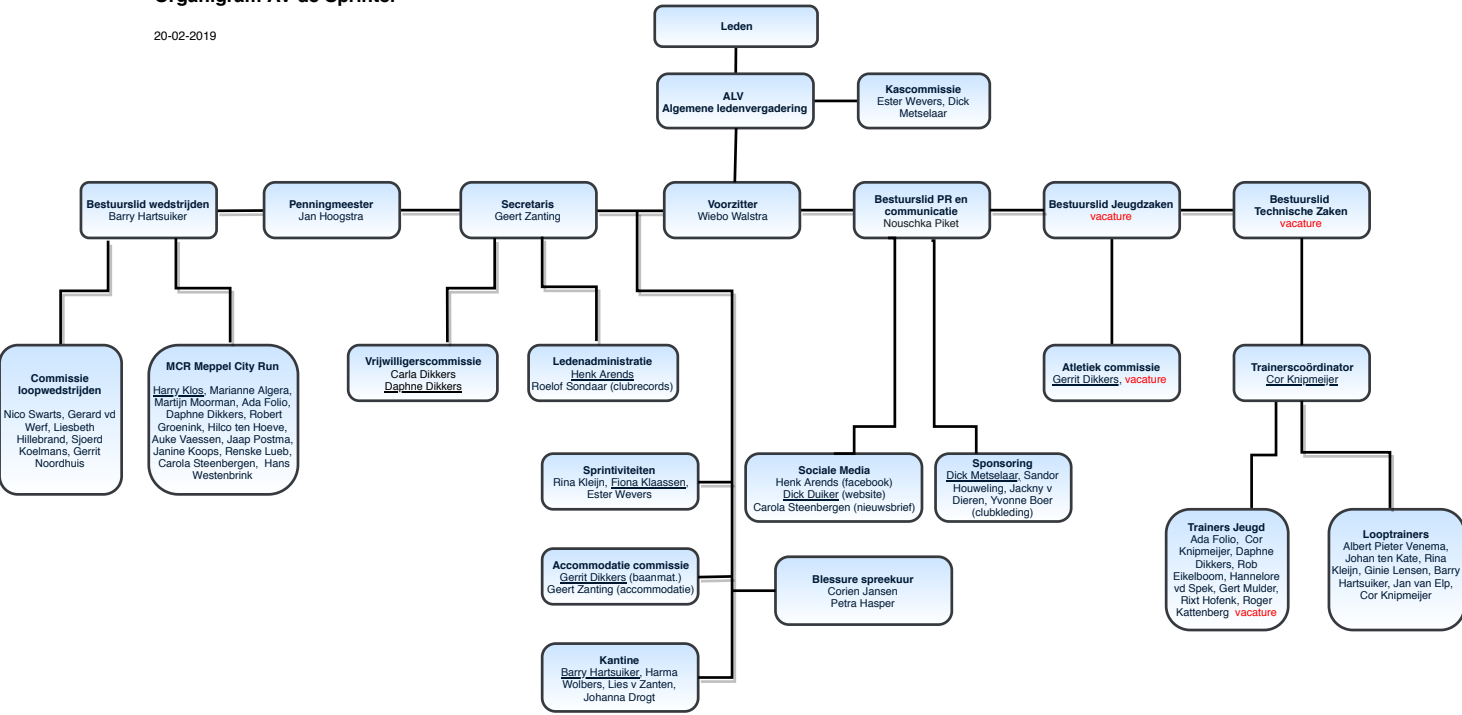 Organigram AV de Sprinter
20-02-2019
Leden
ALV
Algemene ledenvergadering
Kascommissie
Ester Wevers, Dick
Metselaar
Bestuurslid wedstrijden
Barry Hartsuiker
Penningmeester
Jan Hoogstra
Secretaris
Geert Zanting
Voorzitter
Wiebo Walstra
Bestuurslid PR en
communicatie
Nouschka Piket
Bestuurslid Jeugdzaken
vacature
Bestuurslid
Technische Zaken
vacature
Commissie
loopwedstrijden
Nico Swarts, Gerard vd
Werf, Liesbeth
Hillebrand, Sjoerd
Koelmans, Gerrit
Noordhuis
MCR Meppel City Run
Harry Klos, Marianne Algera,
Martijn Moorman, Ada Folio,
Daphne Dikkers, Robert
Groenink, Hilco ten Hoeve,
Auke Vaessen, Jaap Postma,
Janine Koops, Renske Lueb,
Carola Steenbergen, Hans
Westenbrink
Vrijwilligerscommissie
Carla Dikkers
Daphne Dikkers
Ledenadministratie
Henk Arends
Roelof Sondaar (clubrecords)
Atletiek commissie
Gerrit Dikkers, vacature
Trainerscoördinator
Cor Knipmeijer
Sprintiviteiten
Rina Kleijn, Fiona Klaassen,
Ester Wevers
Sociale Media
Henk Arends (facebook)
Dick Duiker (website)
Carola Steenbergen (nieuwsbrief)
Sponsoring
Dick Metselaar, Sandor
Houweling, Jackny v
Dieren, Yvonne Boer
(clubkleding)
Accommodatie commissie
Gerrit Dikkers (baanmat.)
Geert Zanting (accommodatie)
Blessure spreekuur
Corien Jansen
Petra Hasper
Trainers Jeugd
Ada Folio, Cor
Knipmeijer, Daphne
Dikkers, Rob
Eikelboom, Hannelore
vd Spek, Gert Mulder,
Rixt Hofenk, Roger
Kattenberg vacature
Looptrainers
Albert Pieter Venema,
Johan ten Kate, Rina
Kleijn, Ginie Lensen, Barry
Hartsuiker, Jan van Elp,
Cor Knipmeijer
Kantine
Barry Hartsuiker, Harma
Wolbers, Lies v Zanten,
Johanna Drogt